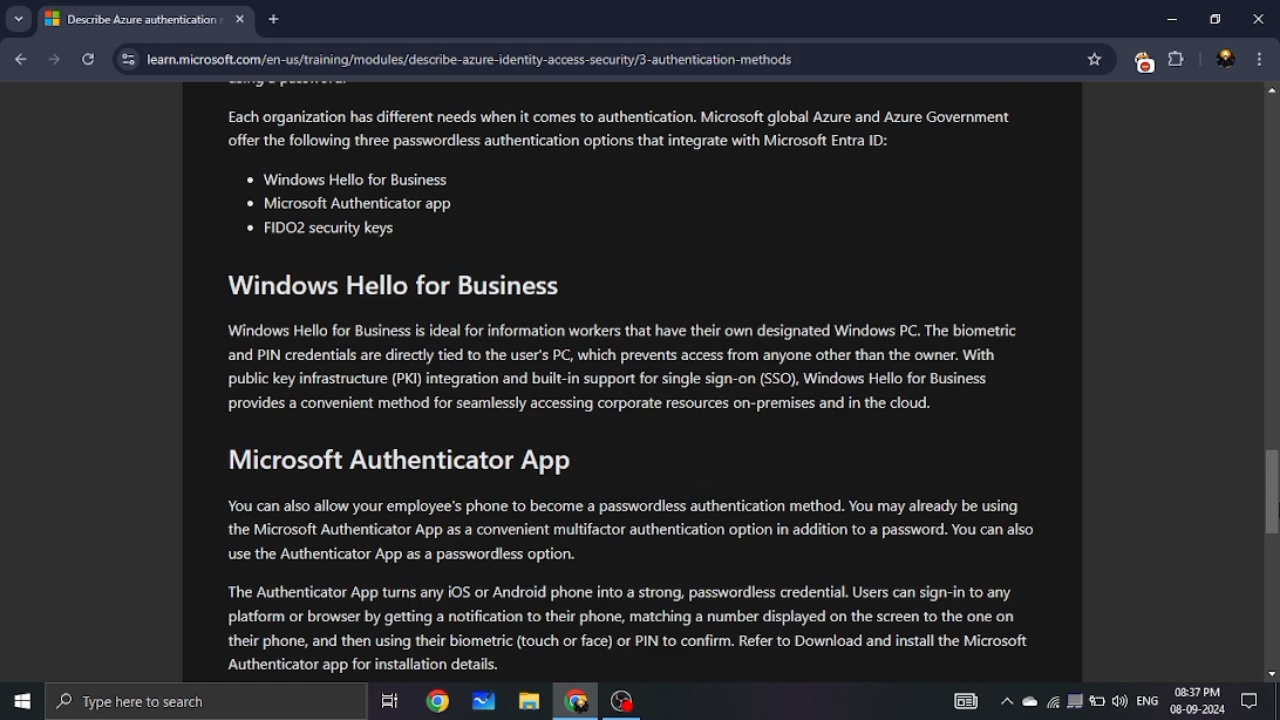 Describe Azure authentication
learn.microsoft.com/en-us/training/modules/describe-azure-identity-access-security/3-authentication-methods
using a password.
Each organization has different needs when it comes to authentication. Microsoft global Azure and Azure Government
offer the following three passwordless authentication options that integrate with Microsoft Entra ID:
• Windows Hello for Business
• Microsoft Authenticator app
• FIDO2 security keys
Windows Hello for Business
Windows Hello for Business is ideal for information workers that have their own designated Windows PC. The biometric
and PIN credentials are directly tied to the user's PC, which prevents access from anyone other than the owner. With
public key infrastructure (PKI) integration and built-in support for single sign-on (SSO), Windows Hello for Business
provides a convenient method for seamlessly accessing corporate resources on-premises and in the cloud.
Microsoft Authenticator App
You can also allow your employee's phone to become a passwordless authentication method. You may already be using
the Microsoft Authenticator App as a convenient multifactor authentication option in addition to a password. You can also
use the Authenticator App as a passwordless option.
The Authenticator App turns any iOS or Android phone into a strong, passwordless credential. Users can sign-in to any
platform or browser by getting a notification to their phone, matching a number displayed on the screen to the one on
their phone, and then using their biometric (touch or face) or PIN to confirm. Refer to Download and install the Microsoft
Authenticator app for installation details.
Type here to search
ENG
08:37 PM
08-09-2024